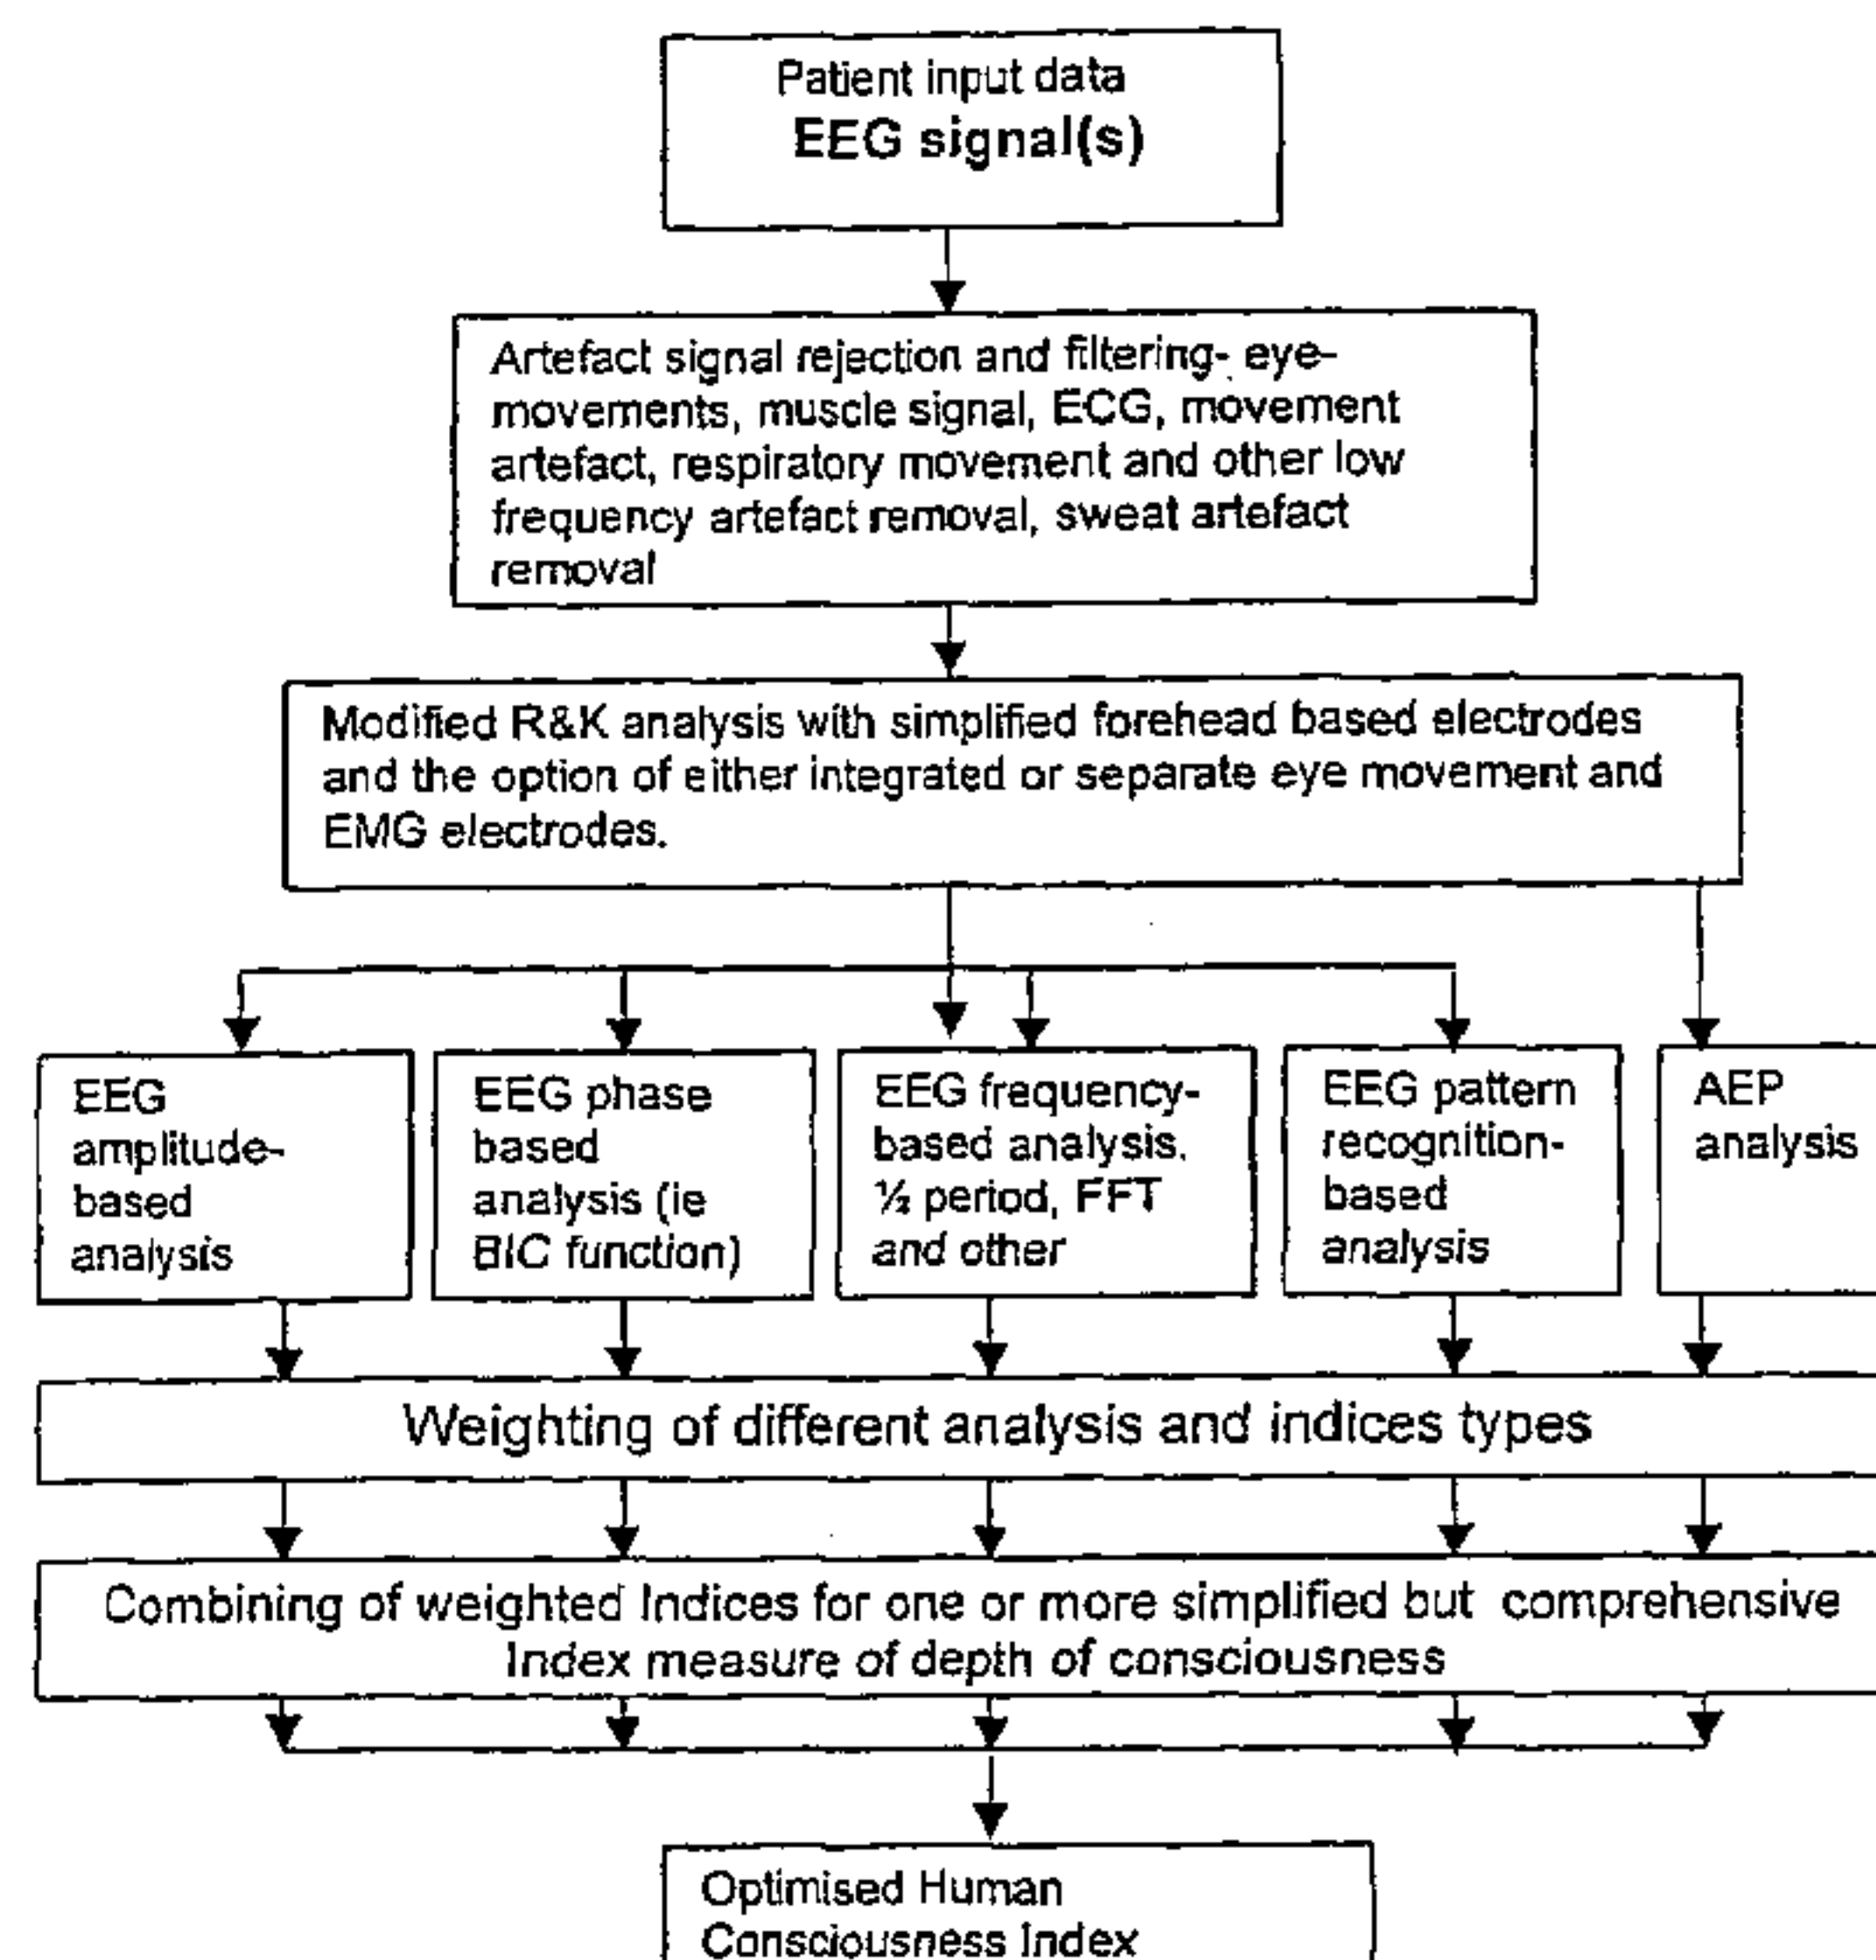 Patient input data
EEG signal(s)
Artefact signal rejection and filtering- eye-
movements, muscle signal, ECG, movement
artefact, respiratory movement and other low
frequency artefact removal, sweat artefact
removal
Modified R&K analysis with simplified forehead based electrodes
and the option of either integrated or separate eye movement and
EMG electrodes.
EEG
amplitude-
based
analysis
EEG phase
based
analysis (ie
BIC function)
EEG frequency-
based analysis.
½ period, FFT
and other
EEG pattern
recognition-
based
analysis
AEP
analysis
Weighting of different analysis and indices types
Combining of weighted Indices for one or more simplified but comprehensive
Index measure of depth of consciousness
Optimised Human
Consciousness Index